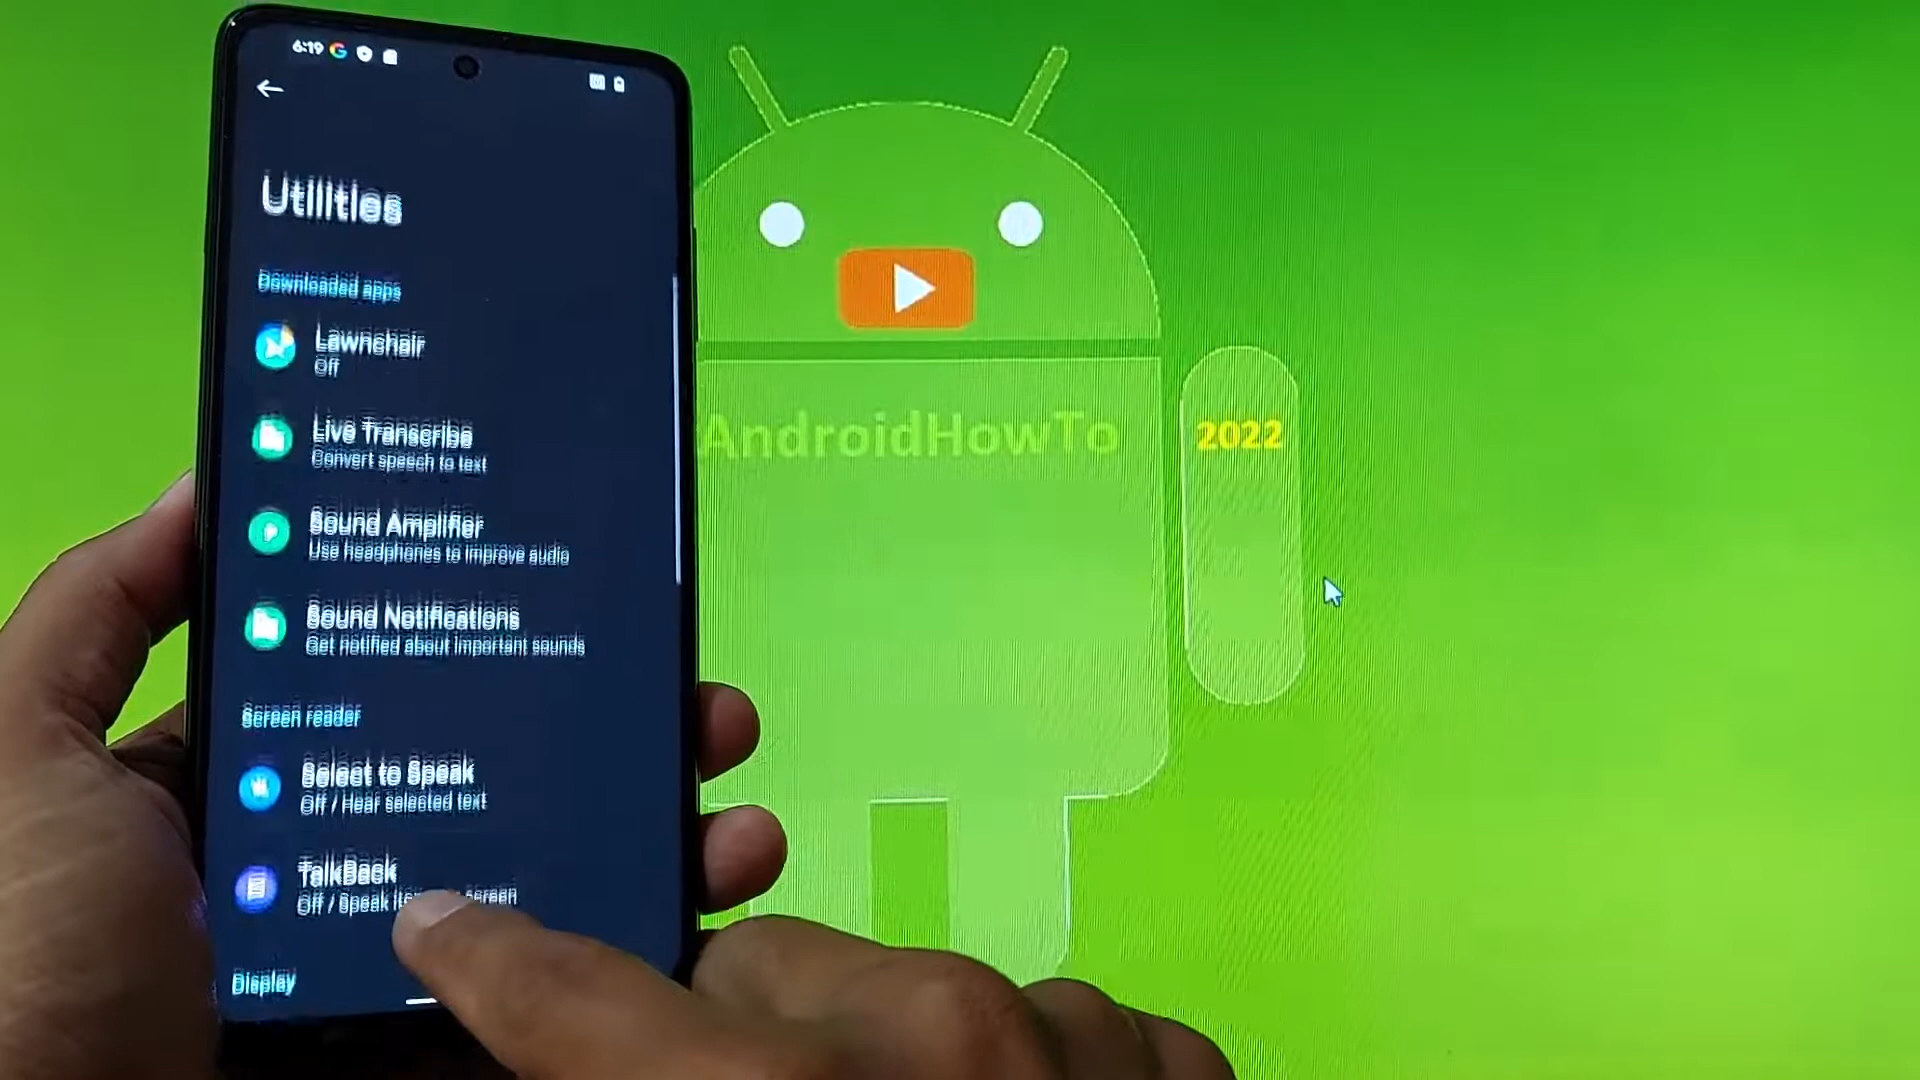 6:19
Utilities
Downloaded apps
Lawnchair
Off
Live Transcribe
Convert speech to text
Sound Amplifier
Use headphones to improve audio
Sound Notifications
Get notified about important sounds
Screen reader
Select to Speak
Off / Hear selected text
TalkBack
Off / Speak screen
Display
AndroidHowTo
2022